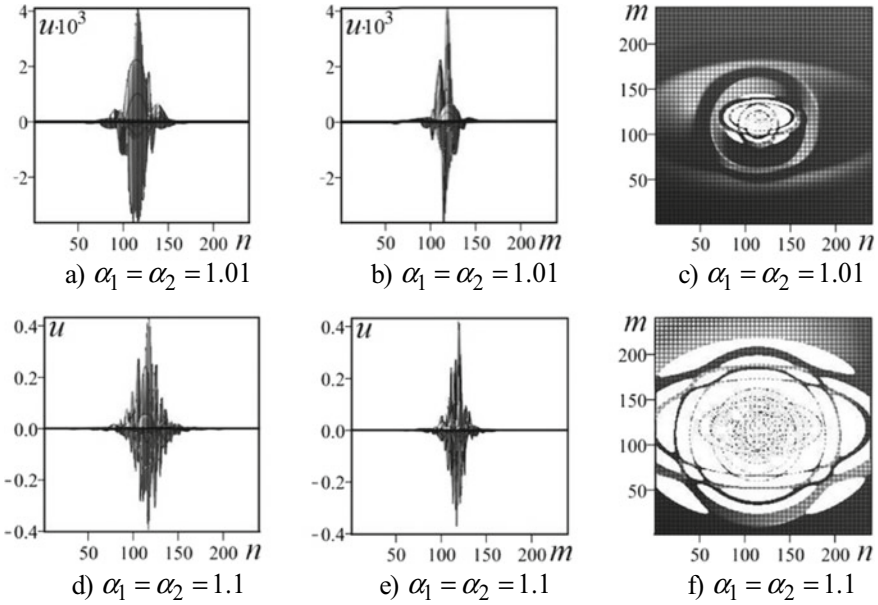 u·10³
4
2
0
-2
50 100 150 200 n
a) α₁ = α₂ = 1.01
u·10³
4
2
0
-2
50 100 150 200 m
b) α₁ = α₂ = 1.01
m
200
150
100
50
50 100 150 200 n
c) α₁ = α₂ = 1.01
u
0.4
0.2
0.0
-0.2
-0.4
50 100 150 200 n
d) α₁ = α₂ = 1.1
u
0.4
0.2
0.0
-0.2
-0.4
50 100 150 200 m
e) α₁ = α₂ = 1.1
m
200
150
100
50
50 100 150 200 n
f) α₁ = α₂ = 1.1